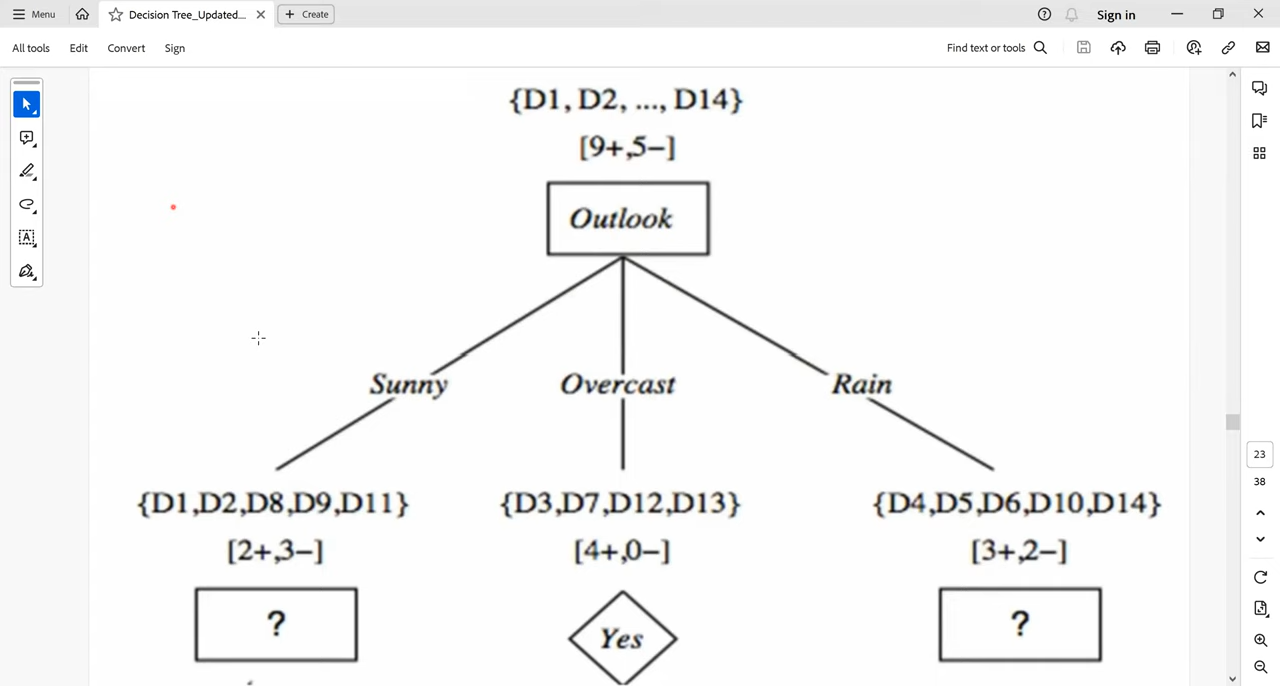 Menu Decision Tree_Updated... Create Sign in
All tools Edit Convert Sign Find text or tools
{D1, D2, ..., D14}
[9+,5−]
Outlook
Sunny Overcast Rain
{D1,D2,D8,D9,D11} {D3,D7,D12,D13} {D4,D5,D6,D10,D14}
[2+,3−] [4+,0−] [3+,2−]
? Yes ?
23
38